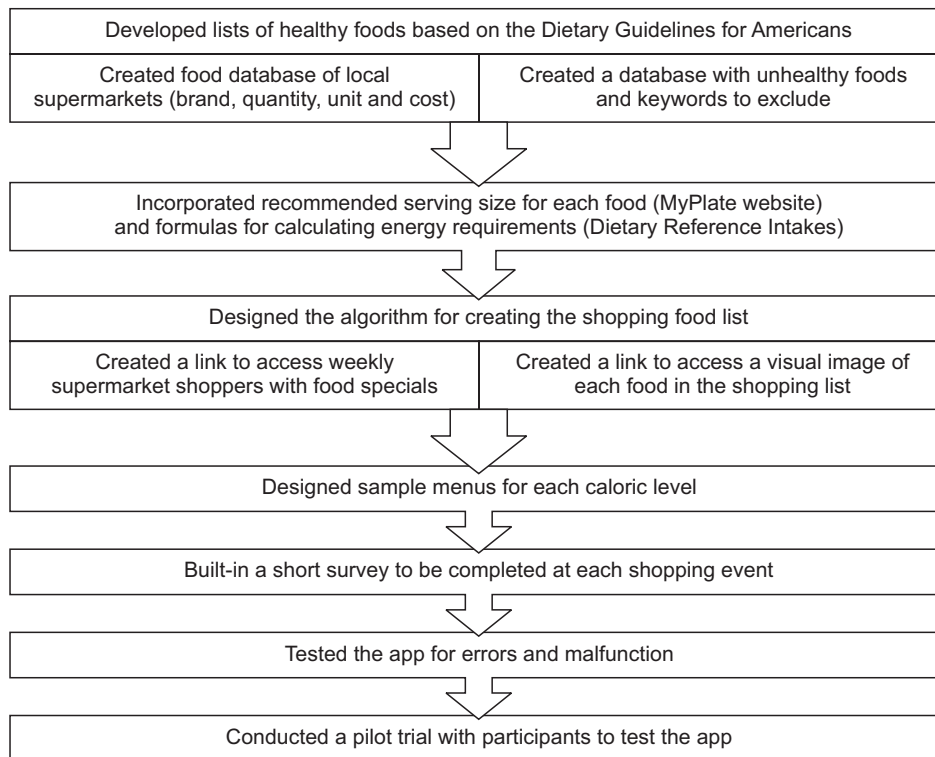 Developed lists of healthy foods based on the Dietary Guidelines for Americans
Created food database of local
supermarkets (brand, quantity, unit and cost)
Created a database with unhealthy foods
and keywords to exclude
Incorporated recommended serving size for each food (MyPlate website)
and formulas for calculating energy requirements (Dietary Reference Intakes)
Designed the algorithm for creating the shopping food list
Created a link to access weekly
supermarket shoppers with food specials
Created a link to access a visual image of
each food in the shopping list
Designed sample menus for each caloric level
Built-in a short survey to be completed at each shopping event
Tested the app for errors and malfunction
Conducted a pilot trial with participants to test the app